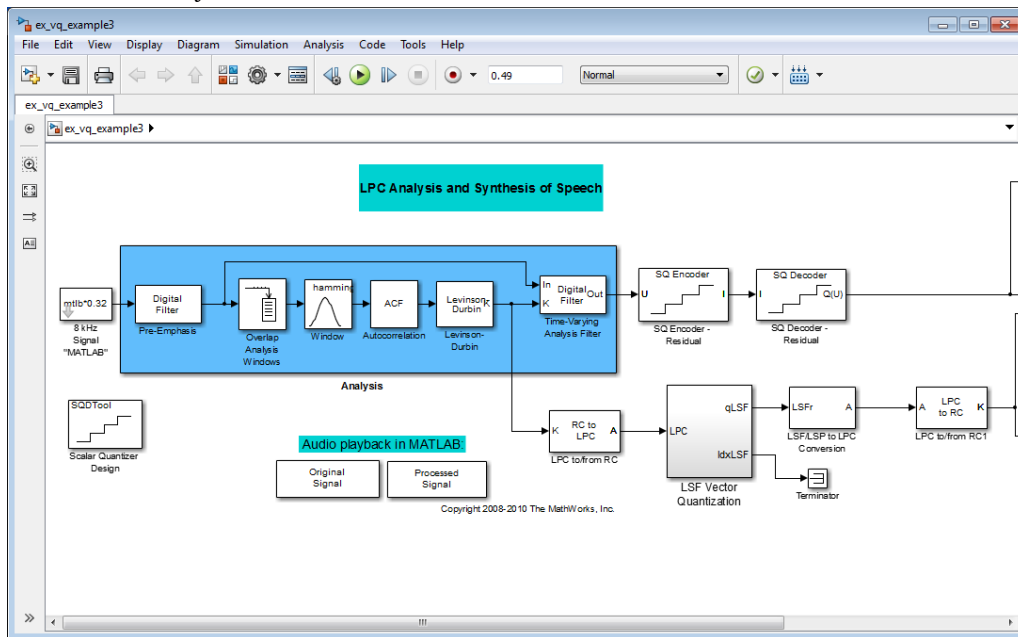 ex_vq_example3
File Edit View Display Diagram Simulation Analysis Code Tools Help
0.49 Normal
ex_vq_example3
ex_vq_example3
LPC Analysis and Synthesis of Speech
mtlb*0.32
8 kHz
Signal
"MATLAB"
Digital
Filter
Pre-Emphasis
Overlap
Analysis
Windows
hamming
Window
ACF
Autocorrelation
Levinson-
Durbin
K
Levinson-
Durbin
In
K
Digital
Filter
Out
Time-Varying
Analysis Filter
Analysis
SQ Encoder
U I
SQ Encoder -
Residual
SQ Decoder
I Q(U)
SQ Decoder -
Residual
SQDTool
Scalar Quantizer
Design
Audio playback in MATLAB:
Original
Signal
Processed
Signal
Copyright 2008-2010 The MathWorks, Inc.
K RC to A
LPC
LPC to/from RC
LPC
qLSF
IdxLSF
LSF Vector
Quantization
LSFr A
LSF/LSP to LPC
Conversion
Terminator
A LPC K
to RC
LPC to/from RC1